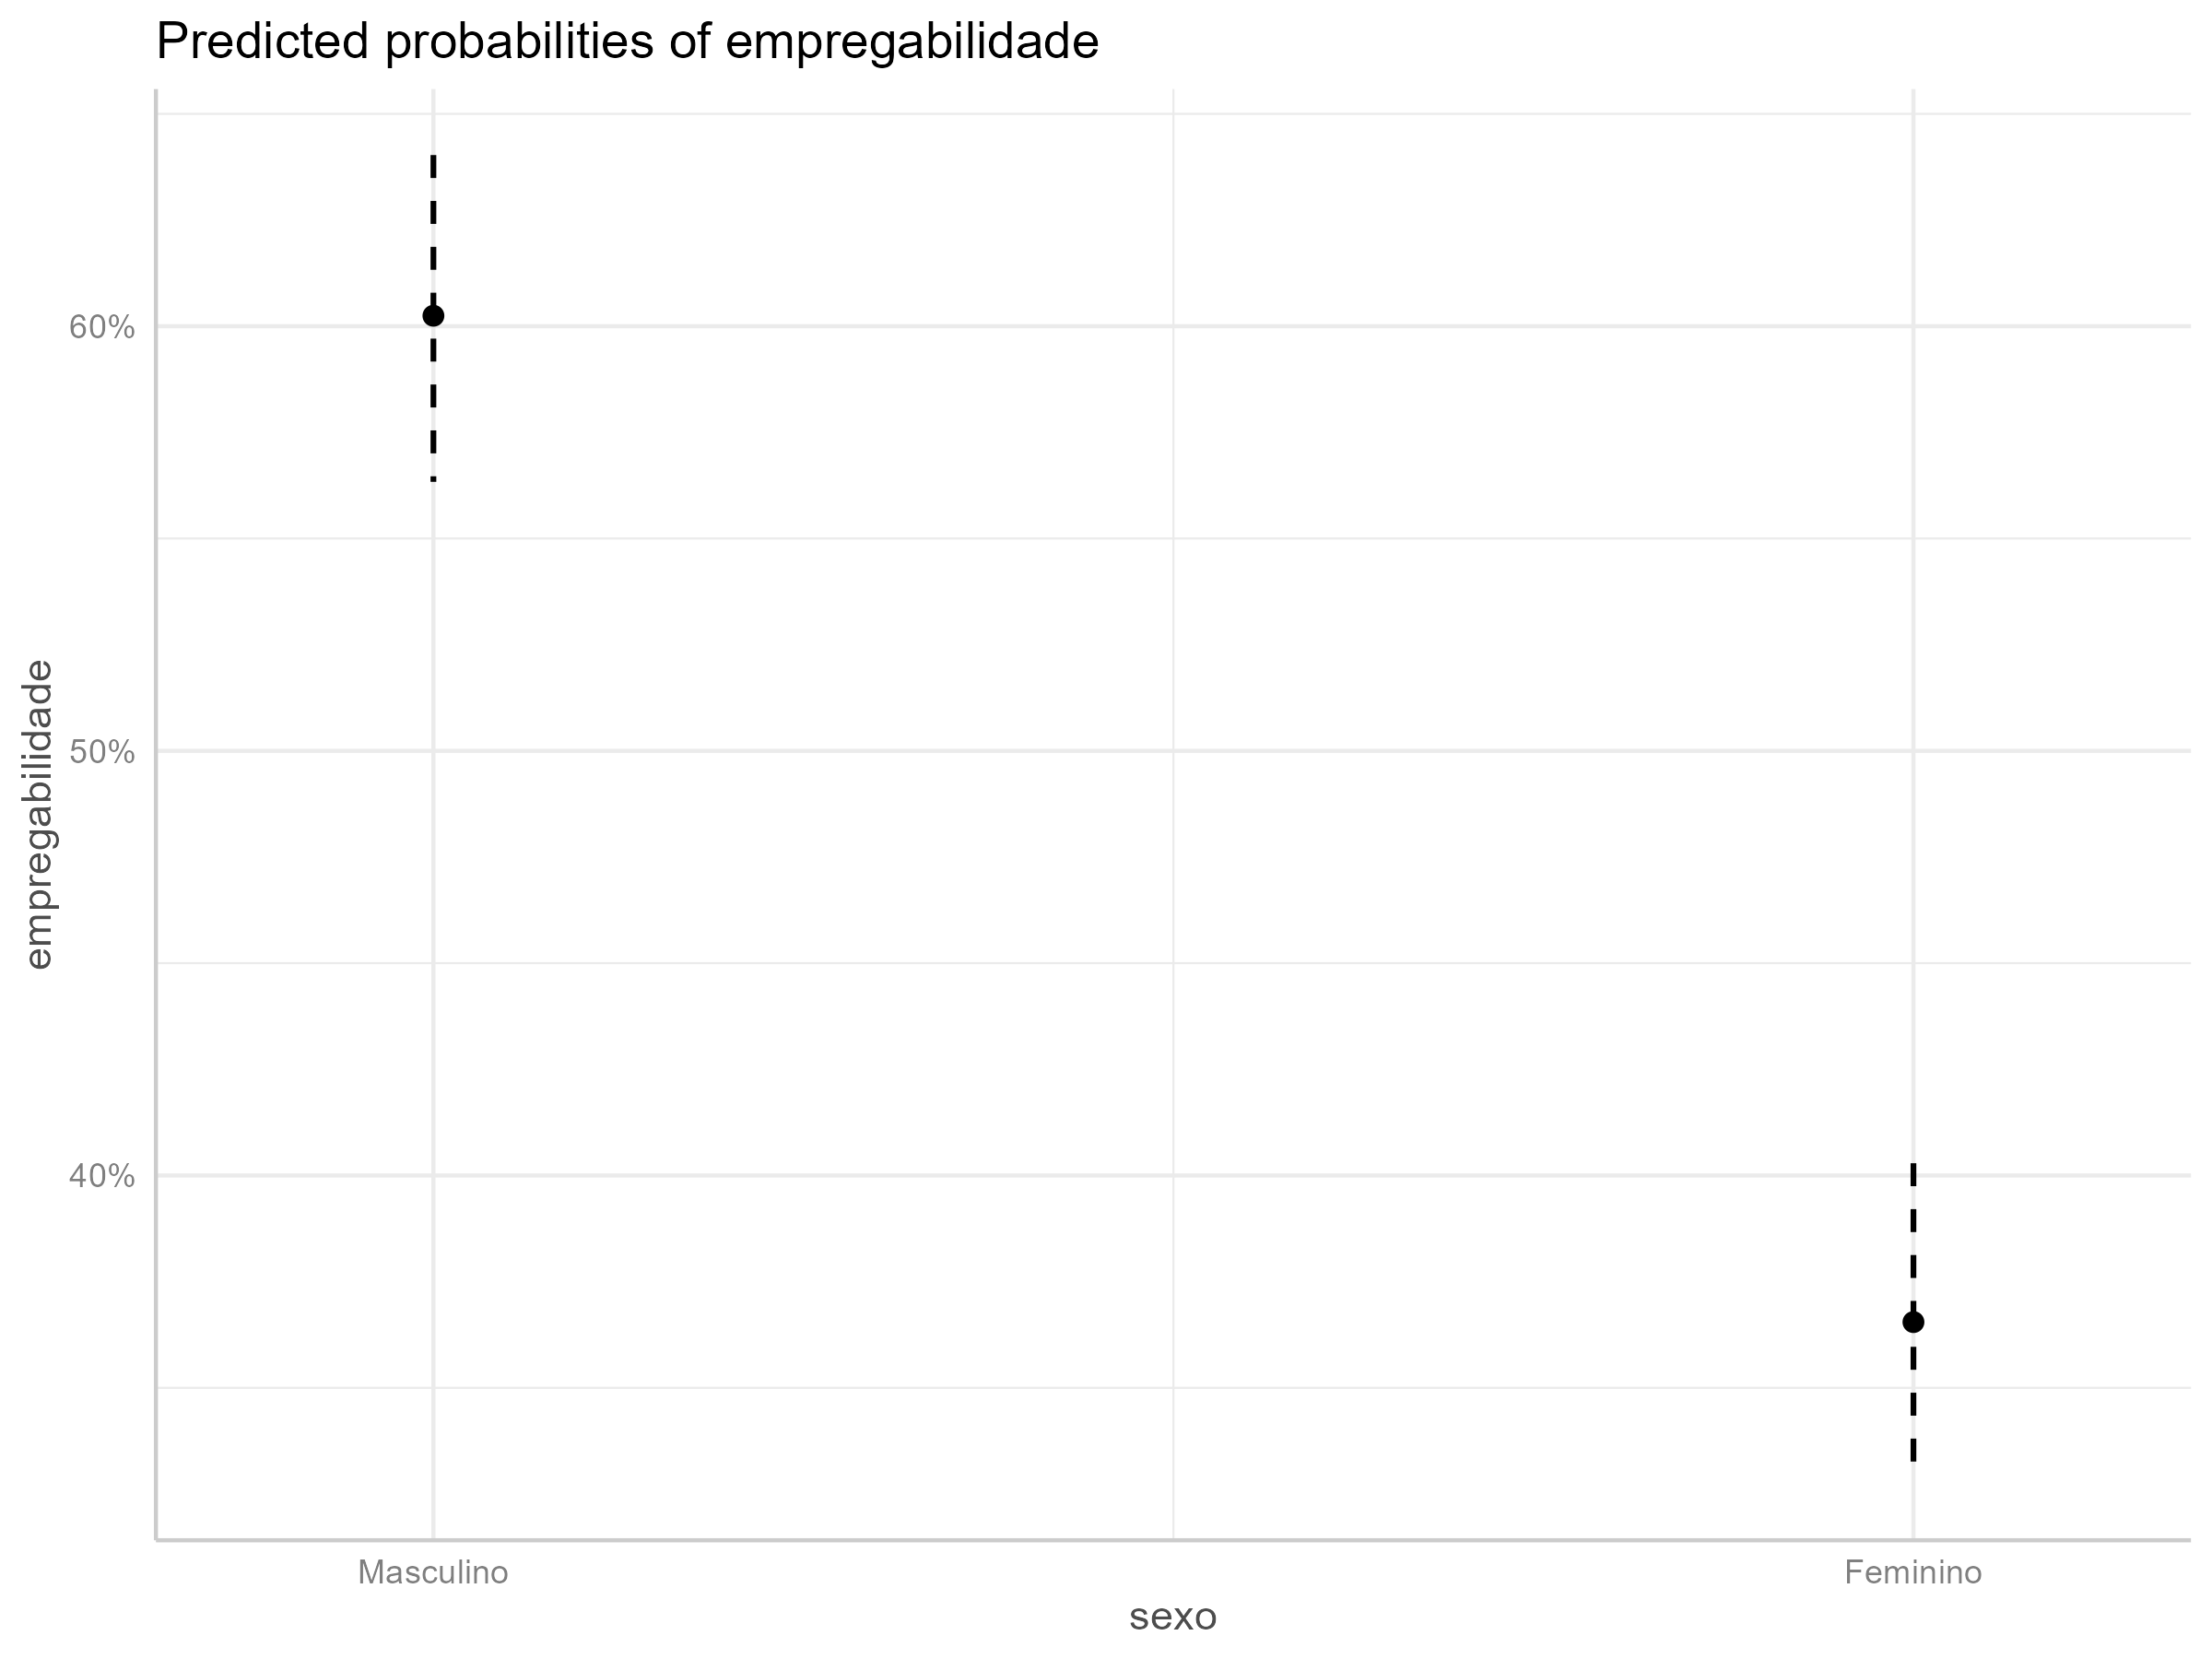 Predicted probabilities of empregabilidade
empregabilidade
60%
50%
40%
Masculino
Feminino
sexo